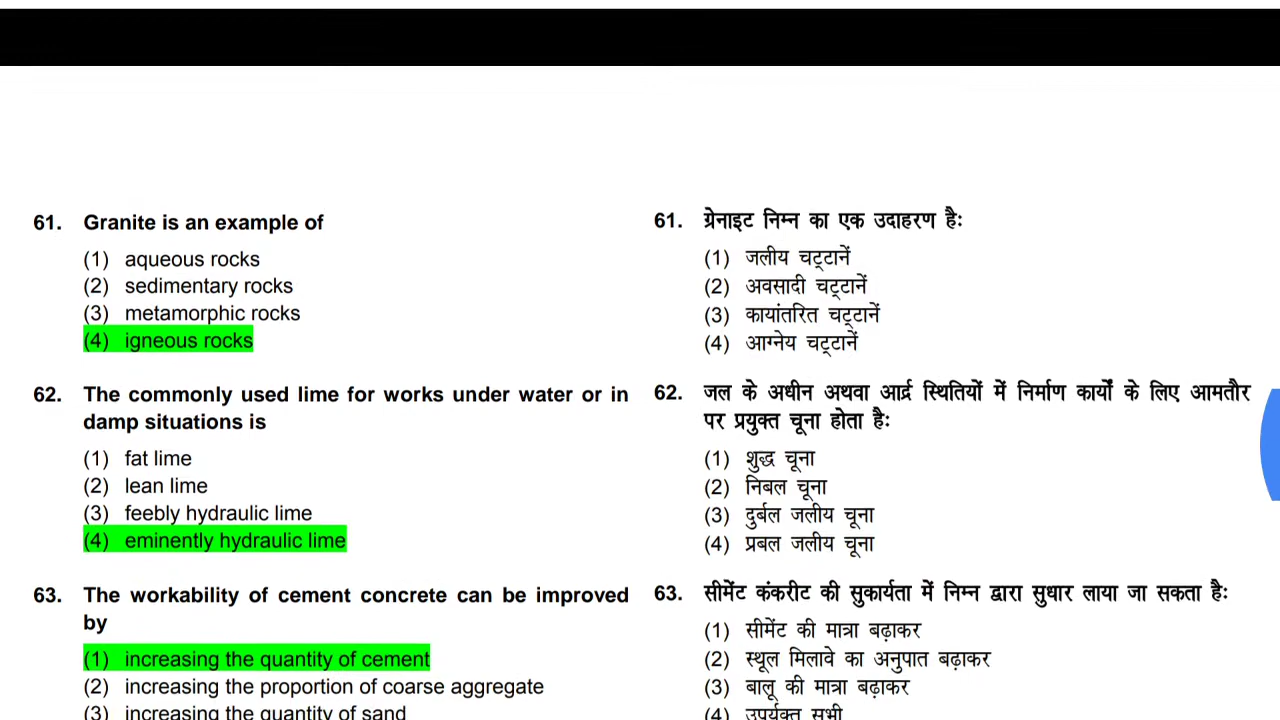 61. Granite is an example of
(1) aqueous rocks
(2) sedimentary rocks
(3) metamorphic rocks
(4) igneous rocks
62. The commonly used lime for works under water or in
damp situations is
(1) fat lime
(2) lean lime
(3) feebly hydraulic lime
(4) eminently hydraulic lime
63. The workability of cement concrete can be improved
by
(1) increasing the quantity of cement
(2) increasing the proportion of coarse aggregate
(3) increasing the quantity of sand
61. ग्रेनाइट निम्न का एक उदाहरण है:
(1) जलीय चट्टानें
(2) अवसादी चट्टानें
(3) कायांतरित चट्टानें
(4) आग्नेय चट्टानें
62. जल के अधीन अथवा आर्द्र स्थितियों में निर्माण कार्यों के लिए आमतौर
पर प्रयुक्त चूना होता है:
(1) शुद्ध चूना
(2) निबल चूना
(3) दुर्बल जलीय चूना
(4) प्रबल जलीय चूना
63. सीमेंट कंकरीट की सुकार्यता में निम्न द्वारा सुधार लाया जा सकता है:
(1) सीमेंट की मात्रा बढ़ाकर
(2) स्थूल मिलावे का अनुपात बढ़ाकर
(3) बालू की मात्रा बढ़ाकर
(4) उपर्युक्त सभी